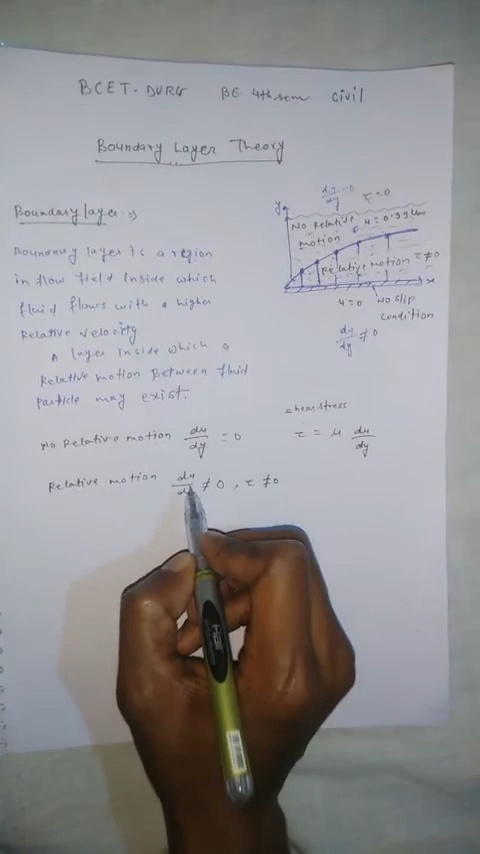 BCET-DURG BE 4th sem Civil
Boundary Layer Theory
Boundary layer :-
Boundary layer is a region
in flow field inside which
fluid flows with a higher
Relative velocity
A layer inside which a
Relative motion between fluid
particle may exist.
No Relative motion du/dy = 0
Relative motion du/dy ≠ 0, τ ≠ 0
y
du/dy = 0 τ = 0
No Relative u = 0.99 U∞
motion
Relative motion τ ≠ 0
x
u = 0 No slip
condition
du/dy ≠ 0
shear stress
τ = μ du/dy